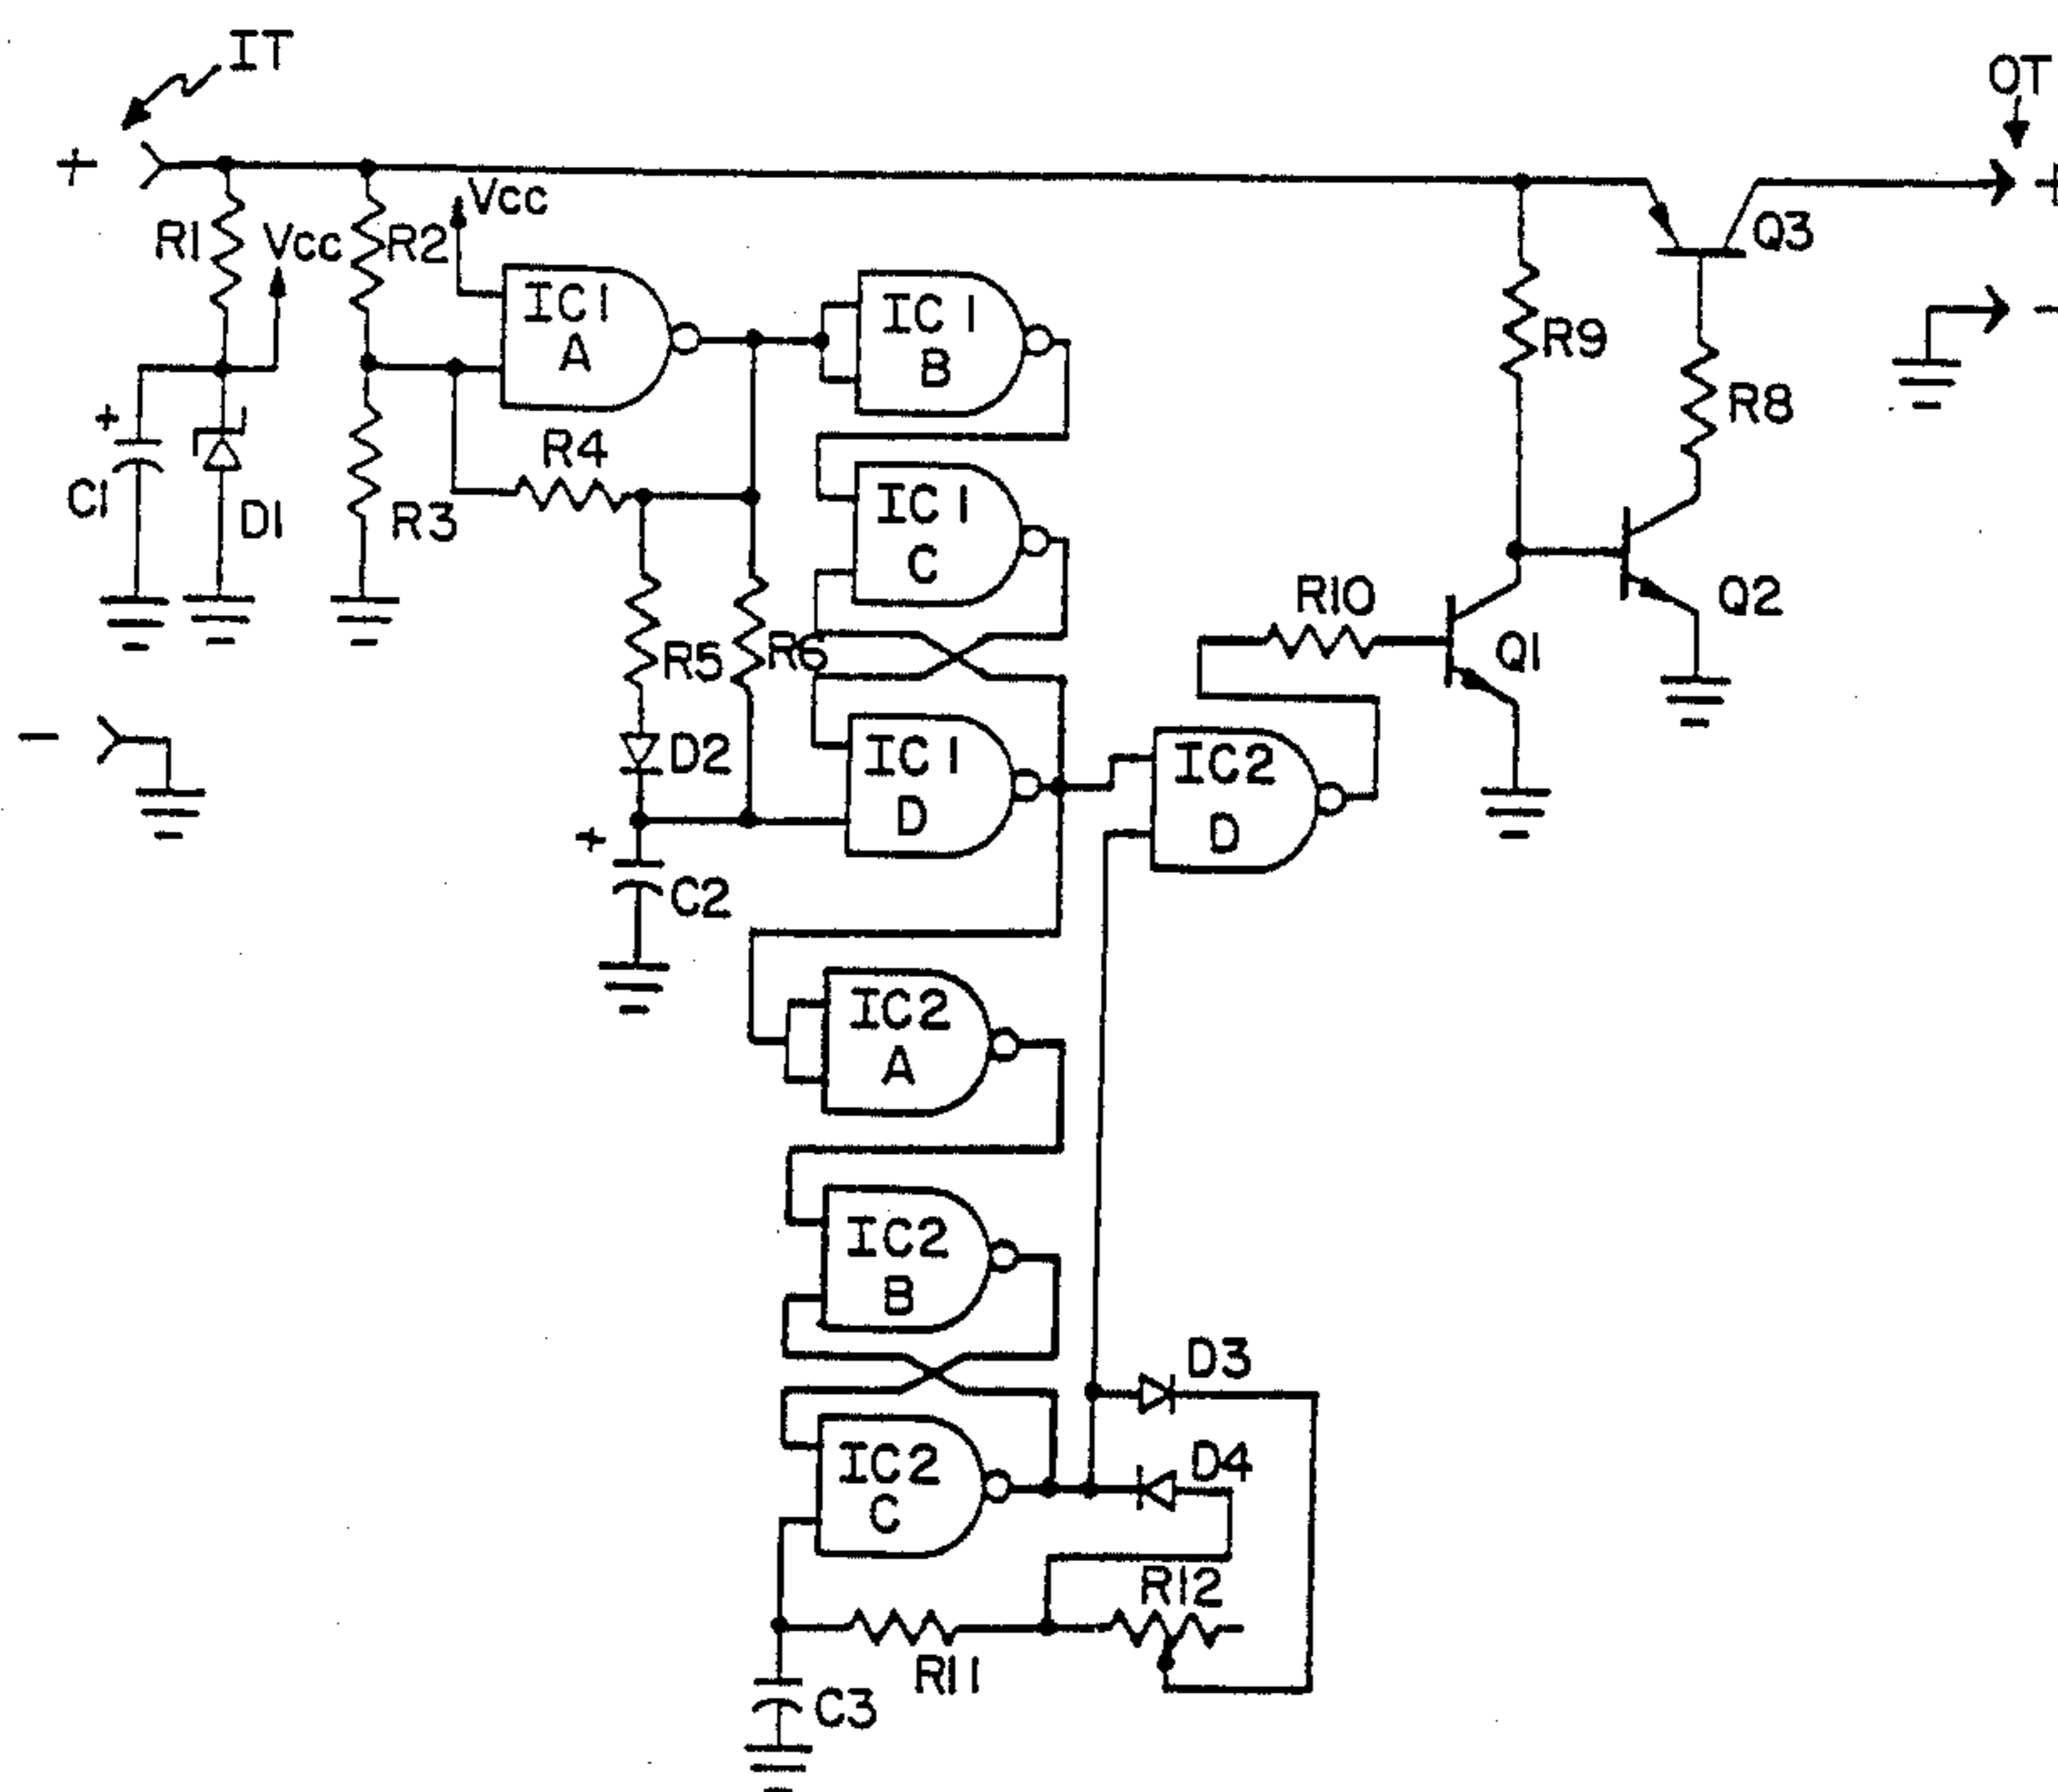 IT
OT
+
Vcc
+
R1
Vcc
R2
Q3
IC1
A
IC1
B
-
R9
R8
+
R4
C1
D1
R3
IC1
C
R10
Q2
R5
R6
Q1
-
D2
IC1
D
IC2
D
+
C2
IC2
A
IC2
B
D3
IC2
C
D4
R12
R11
C3